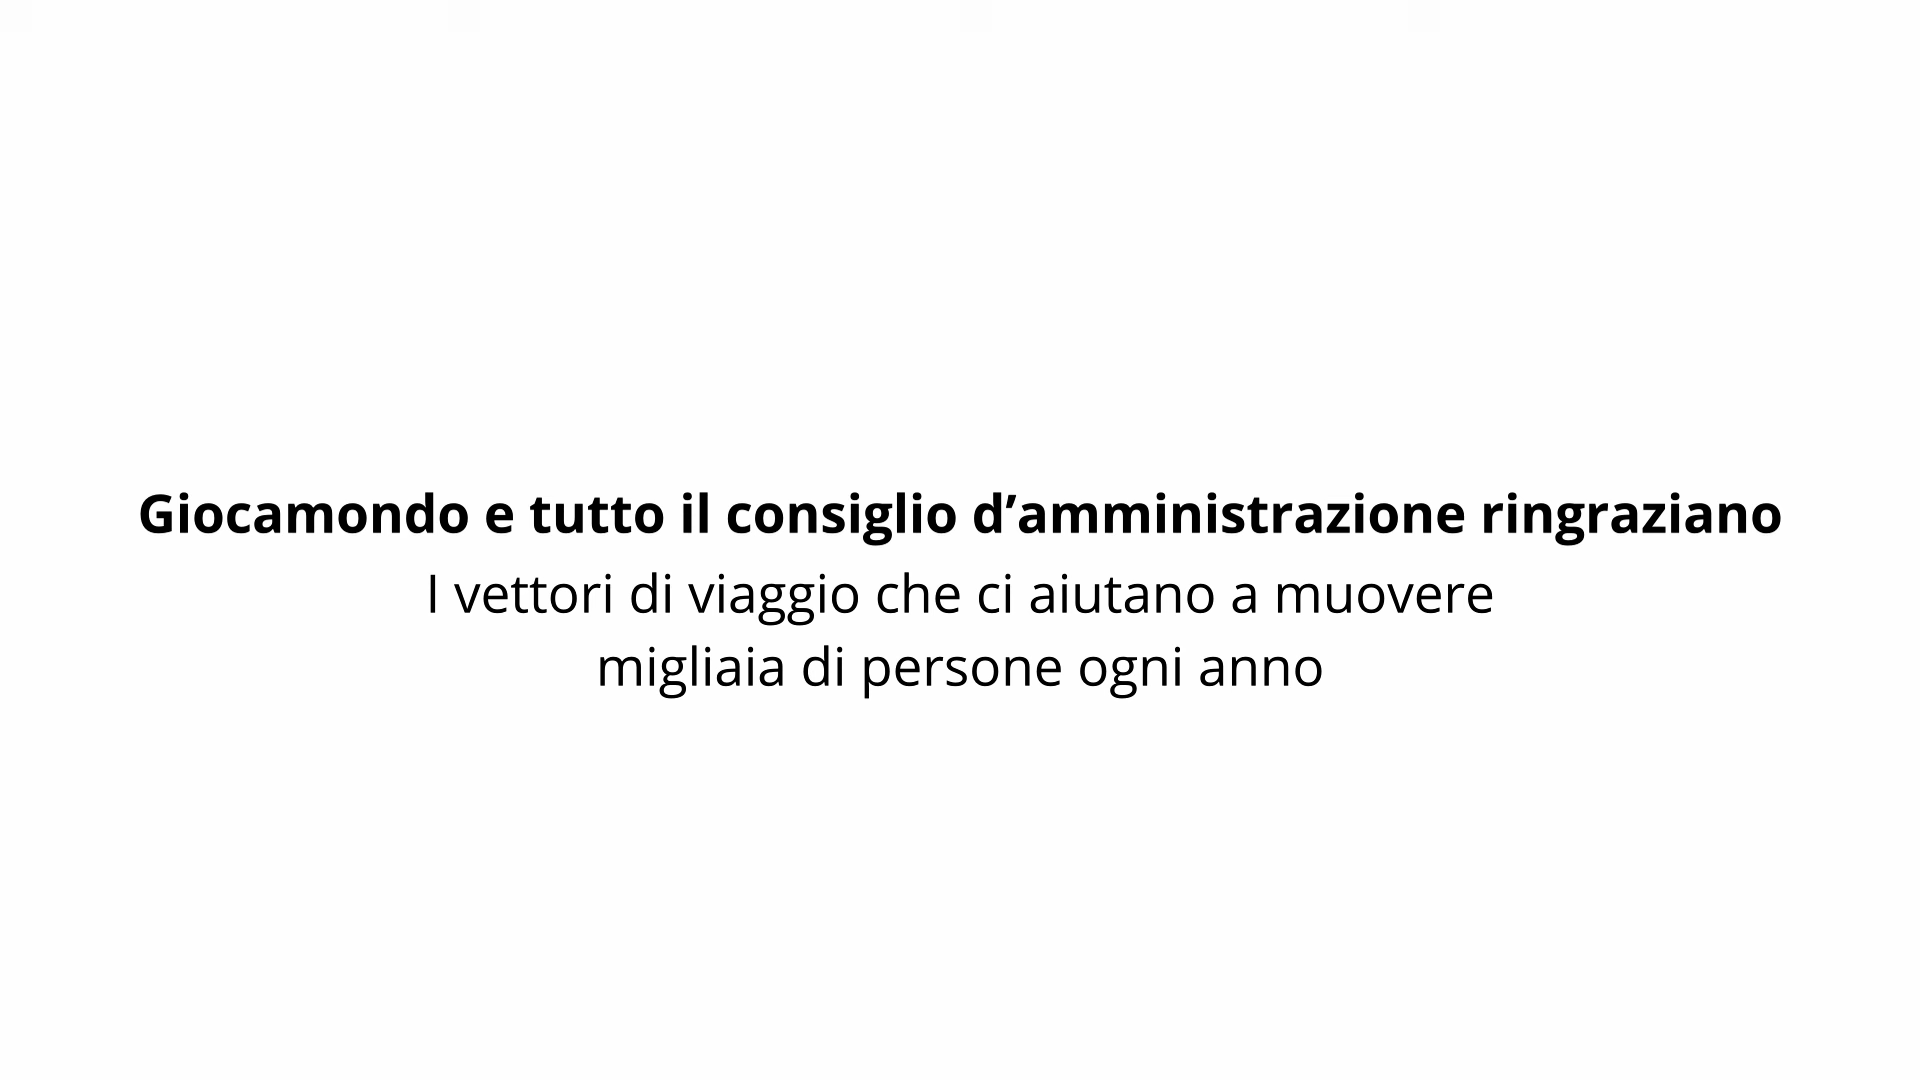 Giocamondo e tutto il consiglio d’amministrazione ringraziano
I vettori di viaggio che ci aiutano a muovere
migliaia di persone ogni anno